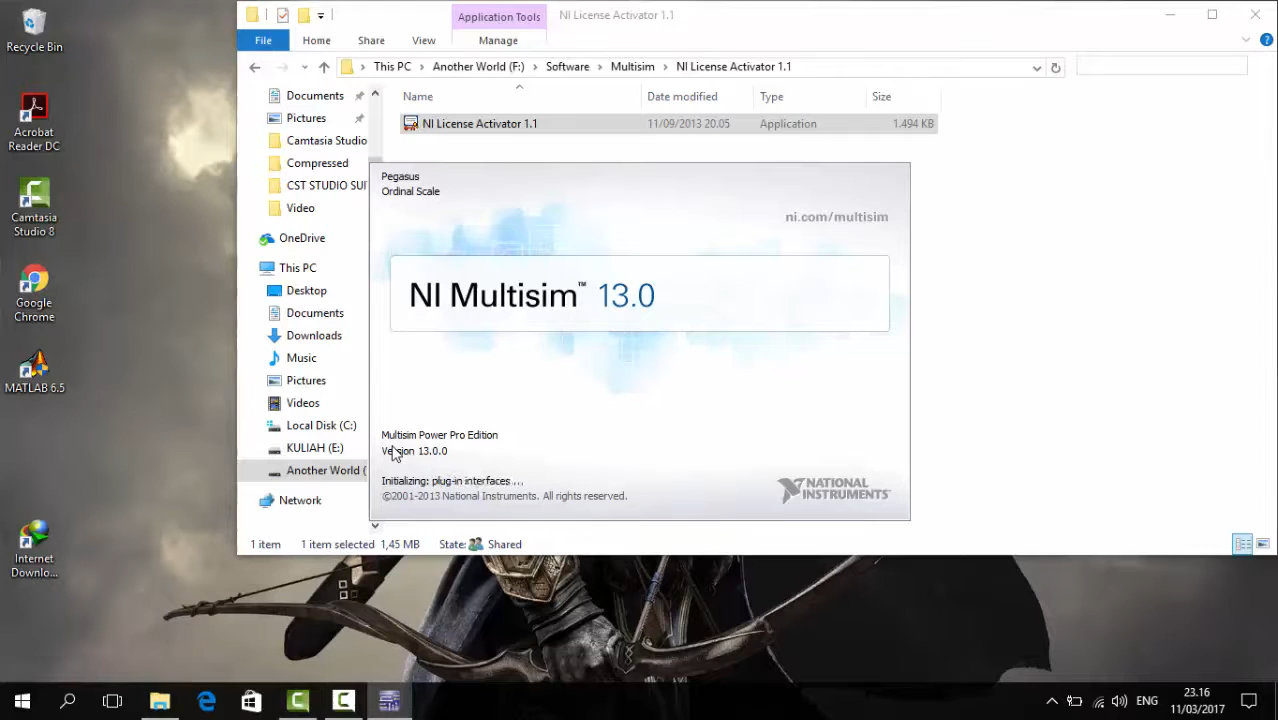 Recycle Bin
Acrobat
Reader DC
Camtasia
Studio 8
Google
Chrome
MATLAB 6.5
Internet
Downlo...
Application Tools
NI License Activator 1.1
File
Home
Share
View
Manage
This PC
Another World (F:)
Software
Multisim
NI License Activator 1.1
Name
Date modified
Type
Size
NI License Activator 1.1
11/09/2013 20.05
Application
1.494 KB
Documents
Pictures
Camtasia Studio
Compressed
CST STUDIO SUI
Video
OneDrive
This PC
Desktop
Documents
Downloads
Music
Pictures
Videos
Local Disk (C:)
KULIAH (E:)
Another World (
Network
1 item
1 item selected 1,45 MB
State:
Shared
Pegasus
Ordinal Scale
ni.com/multisim
NI Multisim™ 13.0
Multisim Power Pro Edition
Version 13.0.0
Initializing: plug-in interfaces ...
©2001-2013 National Instruments. All rights reserved.
NATIONAL
INSTRUMENTS
ENG
23.16
11/03/2017